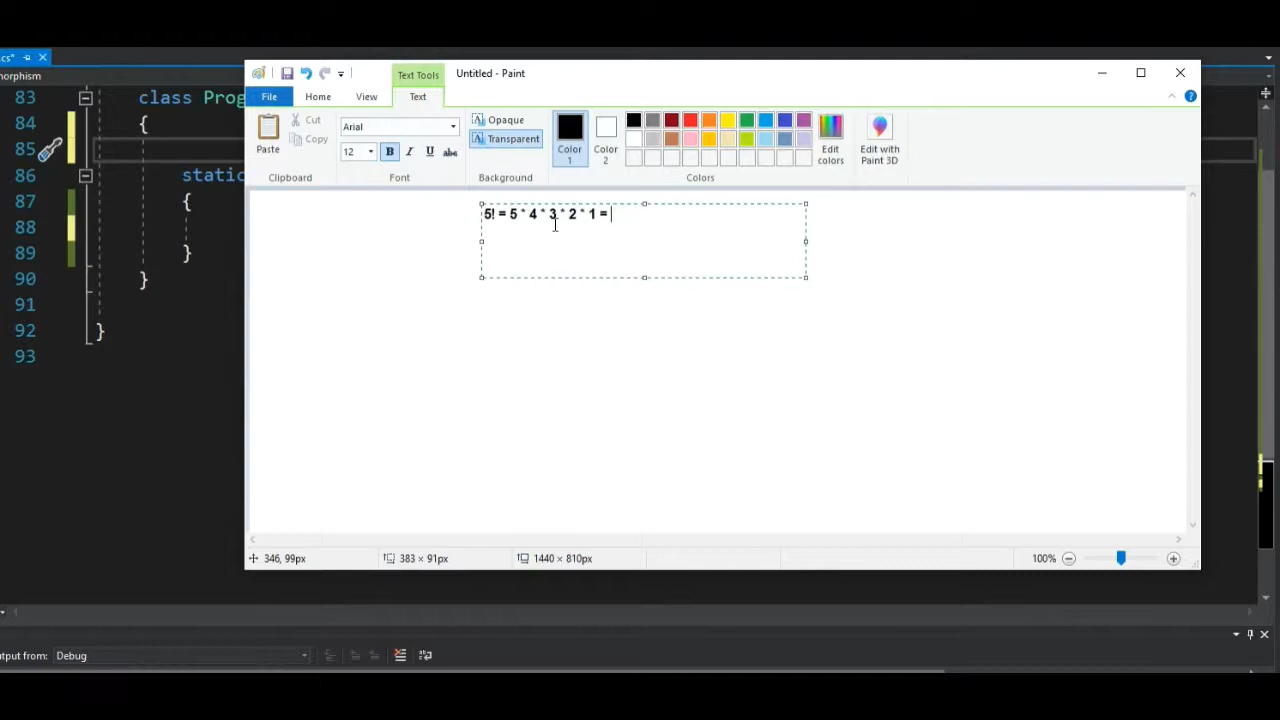 cs*
Untitled - Paint
Text Tools
File
Home
View
Text
Paste
Cut
Copy
Clipboard
Arial
12
B
I
U
abc
Font
A Opaque
A Transparent
Background
Color 1
Color 2
Edit colors
Edit with Paint 3D
Colors
orphism
83 class Prog
84 {
85
86 static
87 {
88
89 }
90 }
91
92 }
93
5! = 5 * 4 * 3 * 2 * 1 =
346, 99px
383 × 91px
1440 × 810px
100%
utput from:
Debug